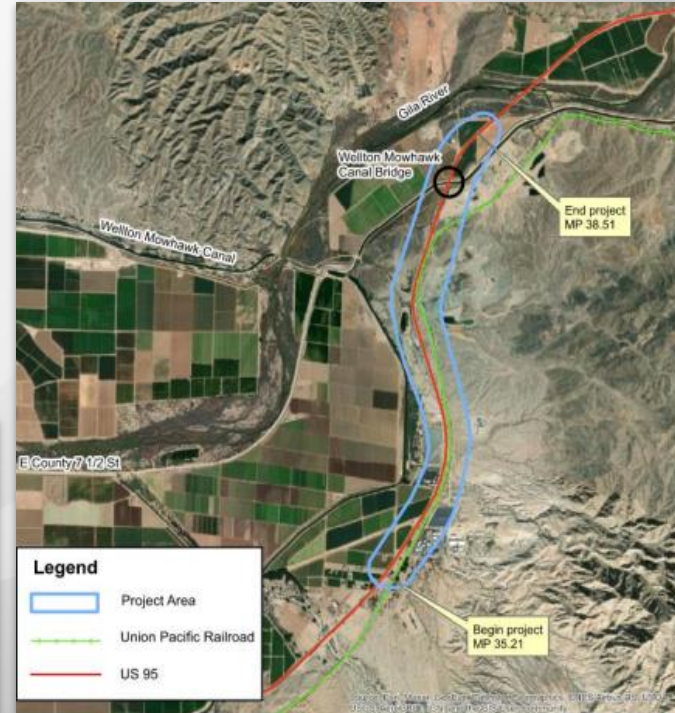 Gila River
Wellton Mowhawk
Canal Bridge
End project
MP 38.51
Wellton Mowhawk Canal
E County 7 1/2 St
Legend
Project Area
Union Pacific Railroad
US 95
Begin project
MP 35.21